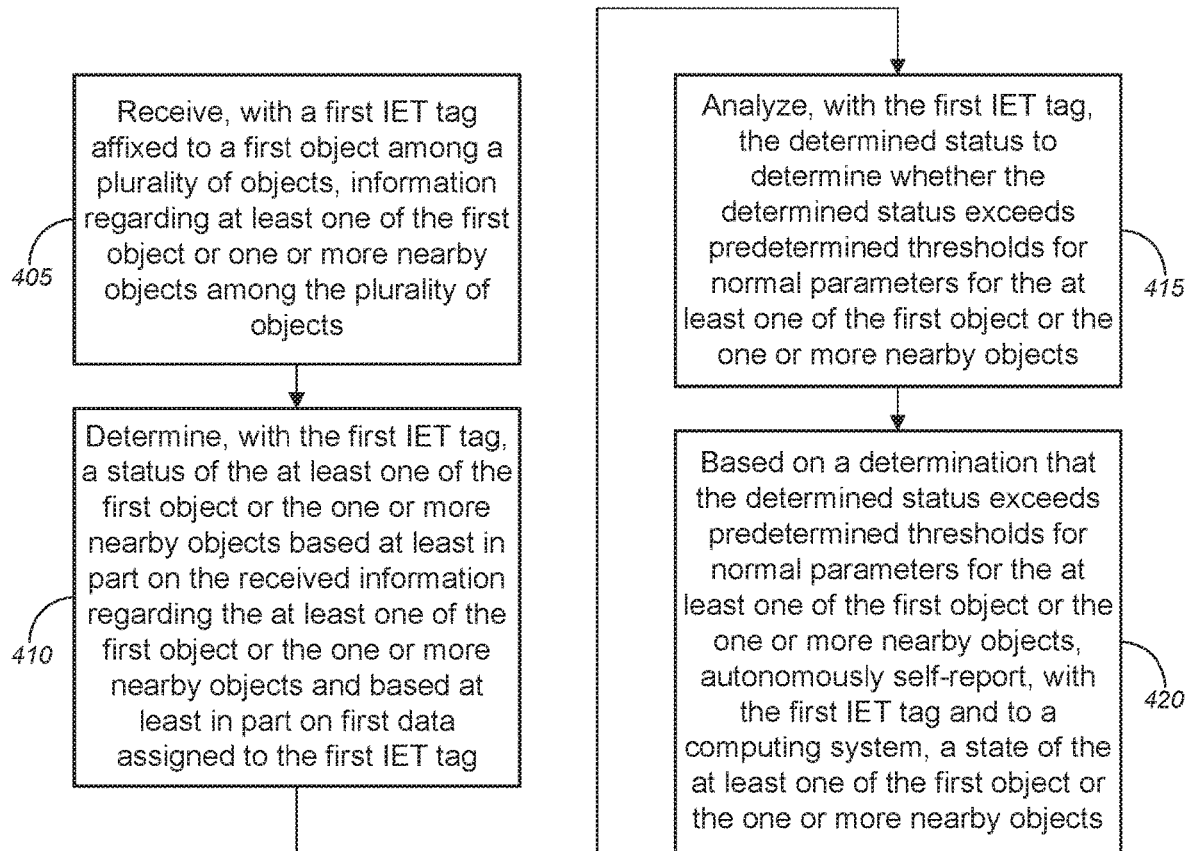 Receive, with a first IET tag
affixed to a first object among a
plurality of objects, information
regarding at least one of the first
object or one or more nearby
objects among the plurality of
objects
405
Determine, with the first IET tag,
a status of the at least one of the
first object or the one or more
nearby objects based at least in
part on the received information
regarding the at least one of the
first object or the one or more
nearby objects and based at
least in part on first data
assigned to the first IET tag
410
Analyze, with the first IET tag,
the determined status to
determine whether the
determined status exceeds
predetermined thresholds for
normal parameters for the at
least one of the first object or the
one or more nearby objects
415
Based on a determination that
the determined status exceeds
predetermined thresholds for
normal parameters for the at
least one of the first object or the
one or more nearby objects,
autonomously self-report, with
the first IET tag and to a
computing system, a state of the
at least one of the first object or
the one or more nearby objects
420